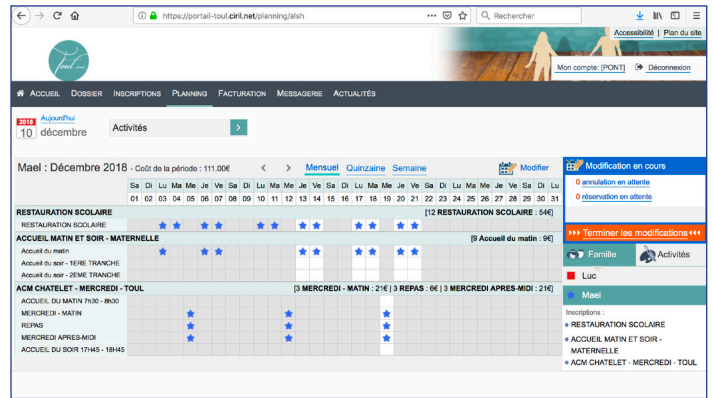 https://portail-toul.ciril.net/planning/alsh
Rechercher
Accessibilité | Plan du site
Toul
Mon compte: [PONT] Déconnexion
ACCUEIL DOSSIER INSCRIPTIONS PLANNING FACTURATION MESSAGERIE ACTUALITÉS
2018 Aujourd'hui
10 décembre
Activités
Mael : Décembre 2018 - Coût de la période : 111.00€ < > Mensuel Quinzaine Semaine Modifier
Sa Di Lu Ma Me Je Ve Sa Di Lu Ma Me Je Ve Sa Di Lu Ma Me Je Ve Sa Di Lu Ma Me Je Ve Sa Di Lu
01 02 03 04 05 06 07 08 09 10 11 12 13 14 15 16 17 18 19 20 21 22 23 24 25 26 27 28 29 30 31
RESTAURATION SCOLAIRE [12 RESTAURATION SCOLAIRE : 54€]
RESTAURATION SCOLAIRE
ACCUEIL MATIN ET SOIR - MATERNELLE [9 Accueil du matin : 9€]
Accueil du matin
Accueil du soir - 1ERE TRANCHE
Accueil du soir - 2EME TRANCHE
ACM CHATELET - MERCREDI - TOUL [3 MERCREDI - MATIN : 21€ | 3 REPAS : 6€ | 3 MERCREDI APRES-MIDI : 21€]
ACCUEIL DU MATIN 7h30 - 8h30
MERCREDI - MATIN
REPAS
MERCREDI APRES-MIDI
ACCUEIL DU SOIR 17H45 - 18H45
Modification en cours
0 annulation en attente
0 réservation en attente
Terminer les modifications
Famille Activités
Luc
Mael
Inscriptions :
RESTAURATION SCOLAIRE
ACCUEIL MATIN ET SOIR -
MATERNELLE
ACM CHATELET - MERCREDI - TOUL